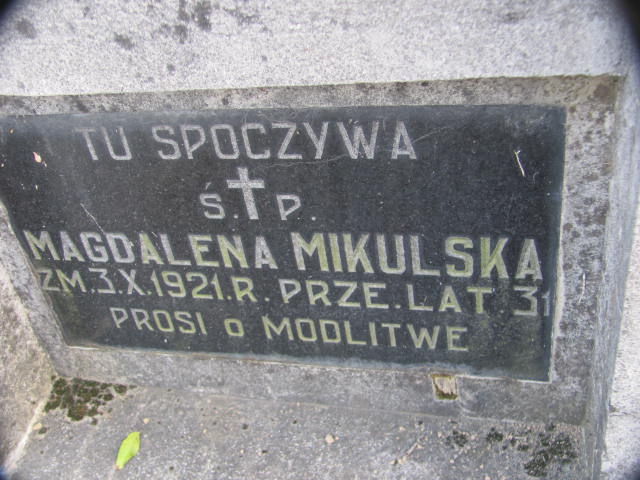 TU SPOCZYWA
Ś.P.
MAGDALENA MIKULSKA
ZM.3.X.1921.R.PRZE.LAT.31
PROSI O MODLITWE